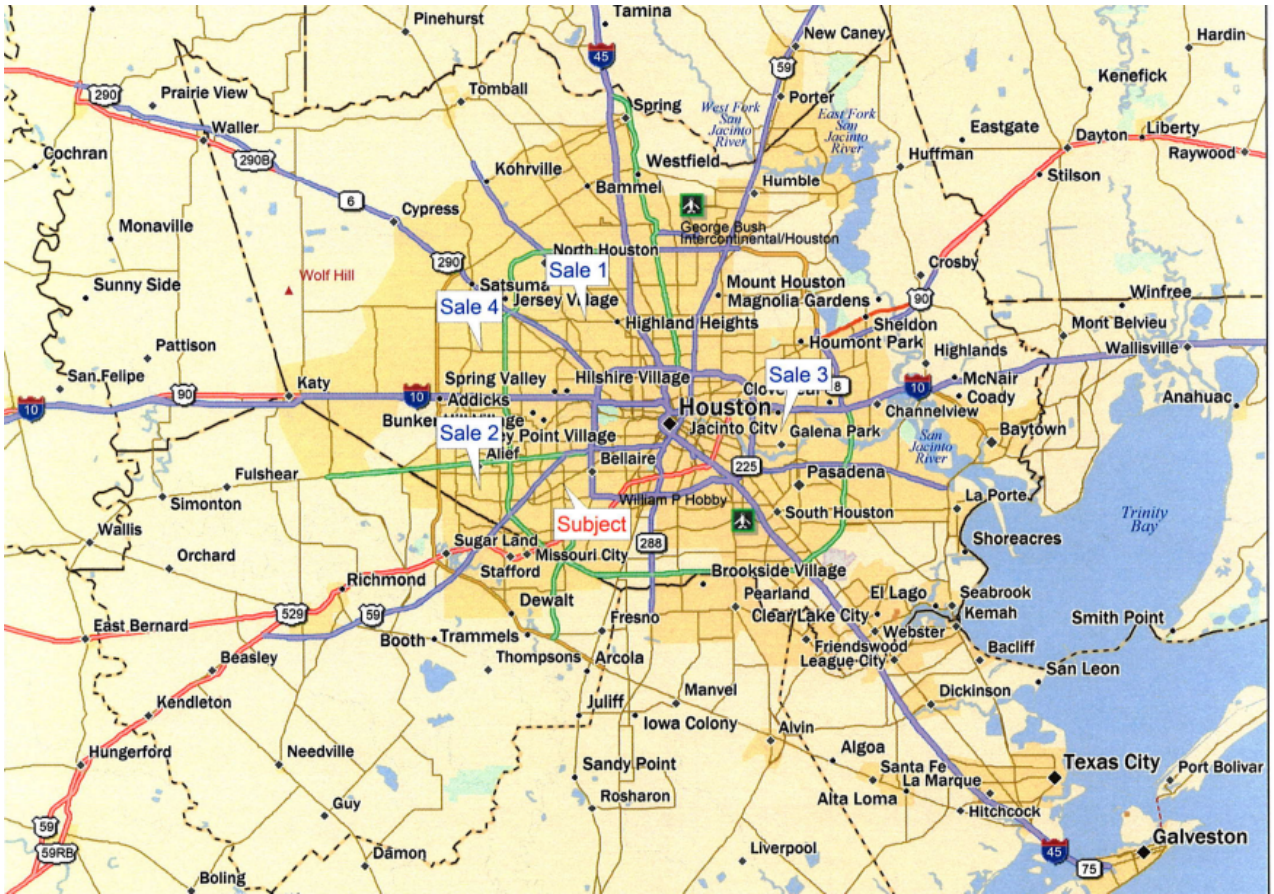 Tamina
Pinehurst
New Caney
Hardin
45
59
Kenefick
290
Prairie View
Tomball
Porter
Spring
West Fork
San
Jacinto
River
East Fork
San
Jacinto
River
Eastgate
Dayton
Liberty
Waller
Raywood
Cochran
290B
Westfield
Huffman
Kohrville
Stilson
Bammel
Humble
6
Cypress
Monaville
George Bush
Intercontinental/Houston
North Houston
290
Sale 1
Crosby
Wolf Hill
Mount Houston
Sunny Side
Satsuma
Jersey Village
Magnolia Gardens
90
Winfree
Sale 4
Highland Heights
Sheldon
Mont Belvieu
Houmont Park
Wallisville
Pattison
Highlands
San Felipe
Katy
Spring Valley
Hilshire Village
Sale 3
8
McNair
10
90
10
Addicks
10
Coady
Anahuac
Houston
Channelview
Bunker
Jacinto City
Sale 2
ey Point Village
Galena Park
San
Jacinto
River
Baytown
Alief
Bellaire
225
Fulshear
Pasadena
Simonton
William P Hobby
La Porte
Subject
South Houston
Trinity
Bay
Wallis
288
Shoreacres
Orchard
Sugar Land
Missouri City
Stafford
Brookside Village
Richmond
Pearland
El Lago
Seabrook
529
59
Dewalt
Fresno
Clear Lake City
Kemah
Smith Point
East Bernard
Booth
Trammels
Webster
Friendswood
Bacliff
Beasley
Thompsons
Arcola
League City
San Leon
Kendleton
Juliff
Manvel
Dickinson
Iowa Colony
Hungerford
Needville
Alvin
Algoa
Sandy Point
Santa Fe
Texas City
La Marque
Port Bolivar
Guy
Rosharon
Alta Loma
Hitchcock
59
Galveston
59RB
Damon
Liverpool
45
75
Boling